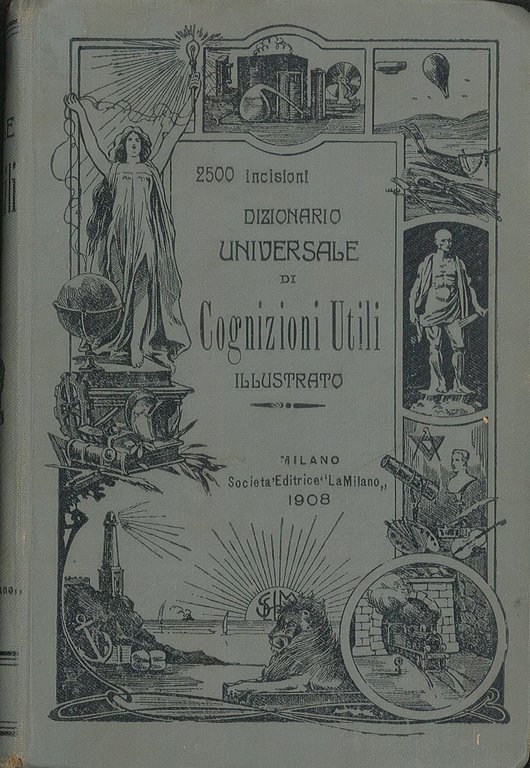 2500 incisioni
DIZIONARIO
UNIVERSALE
DI
Cognizioni Utili
ILLUSTRATO
MILANO
Societa' Editrice "La Milano„
1908